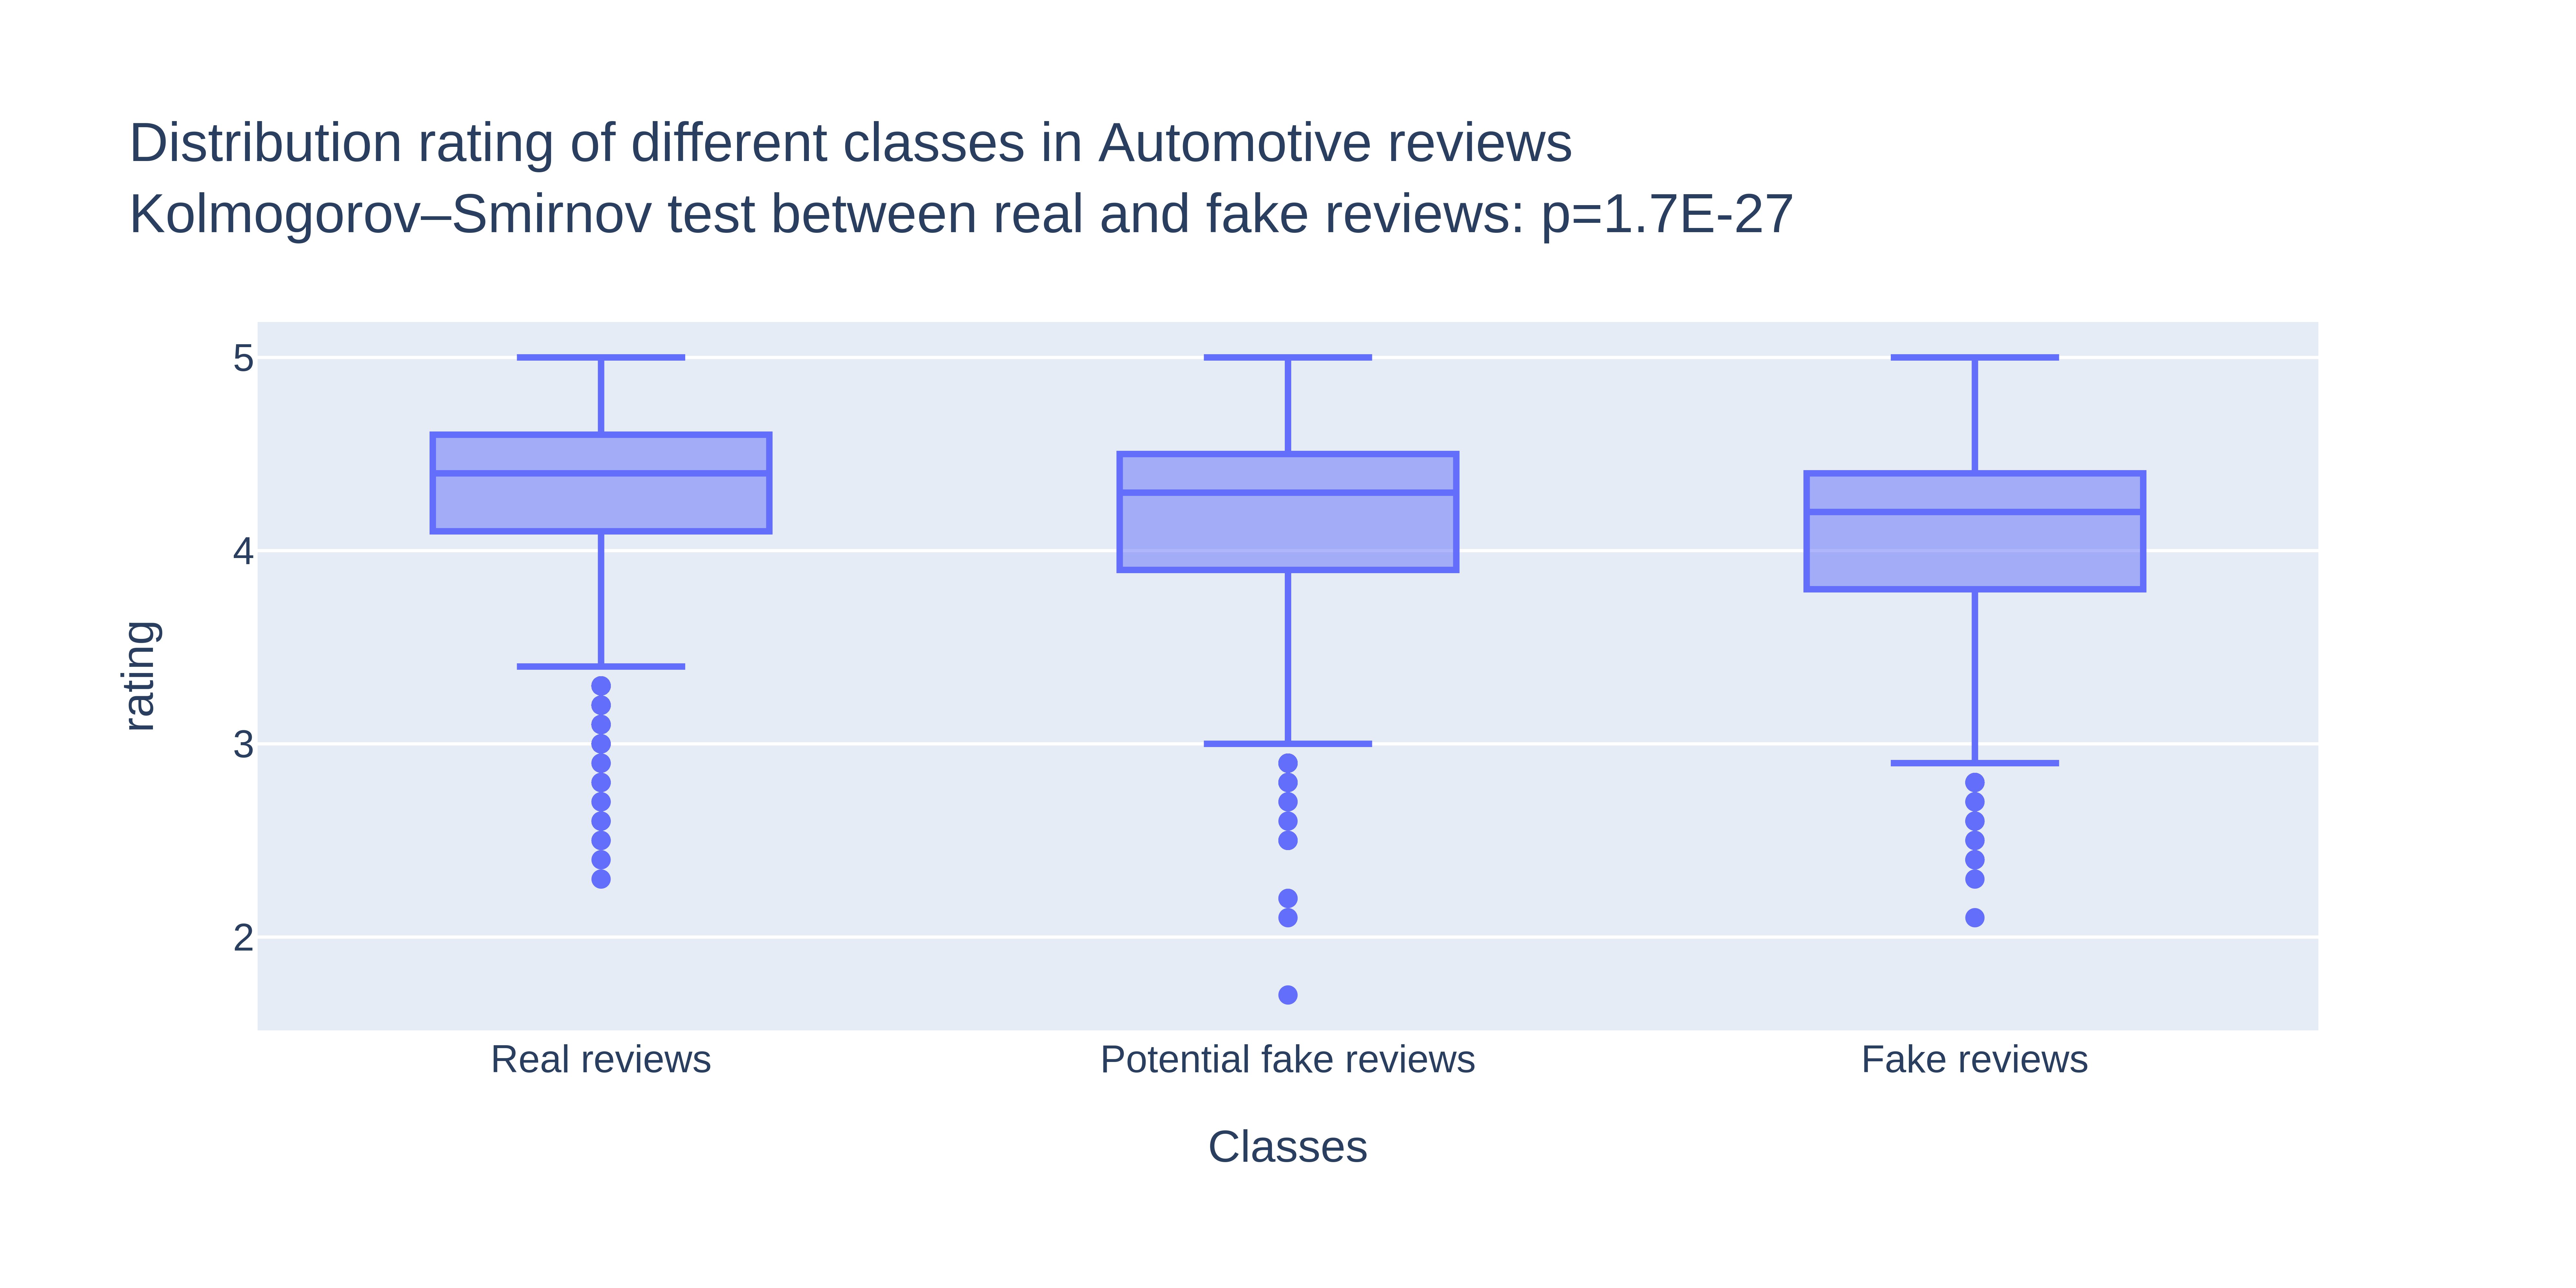 Distribution rating of different classes in Automotive reviews
Kolmogorov–Smirnov test between real and fake reviews: p=1.7E-27
5
4
3
2
rating
Real reviews
Potential fake reviews
Fake reviews
Classes